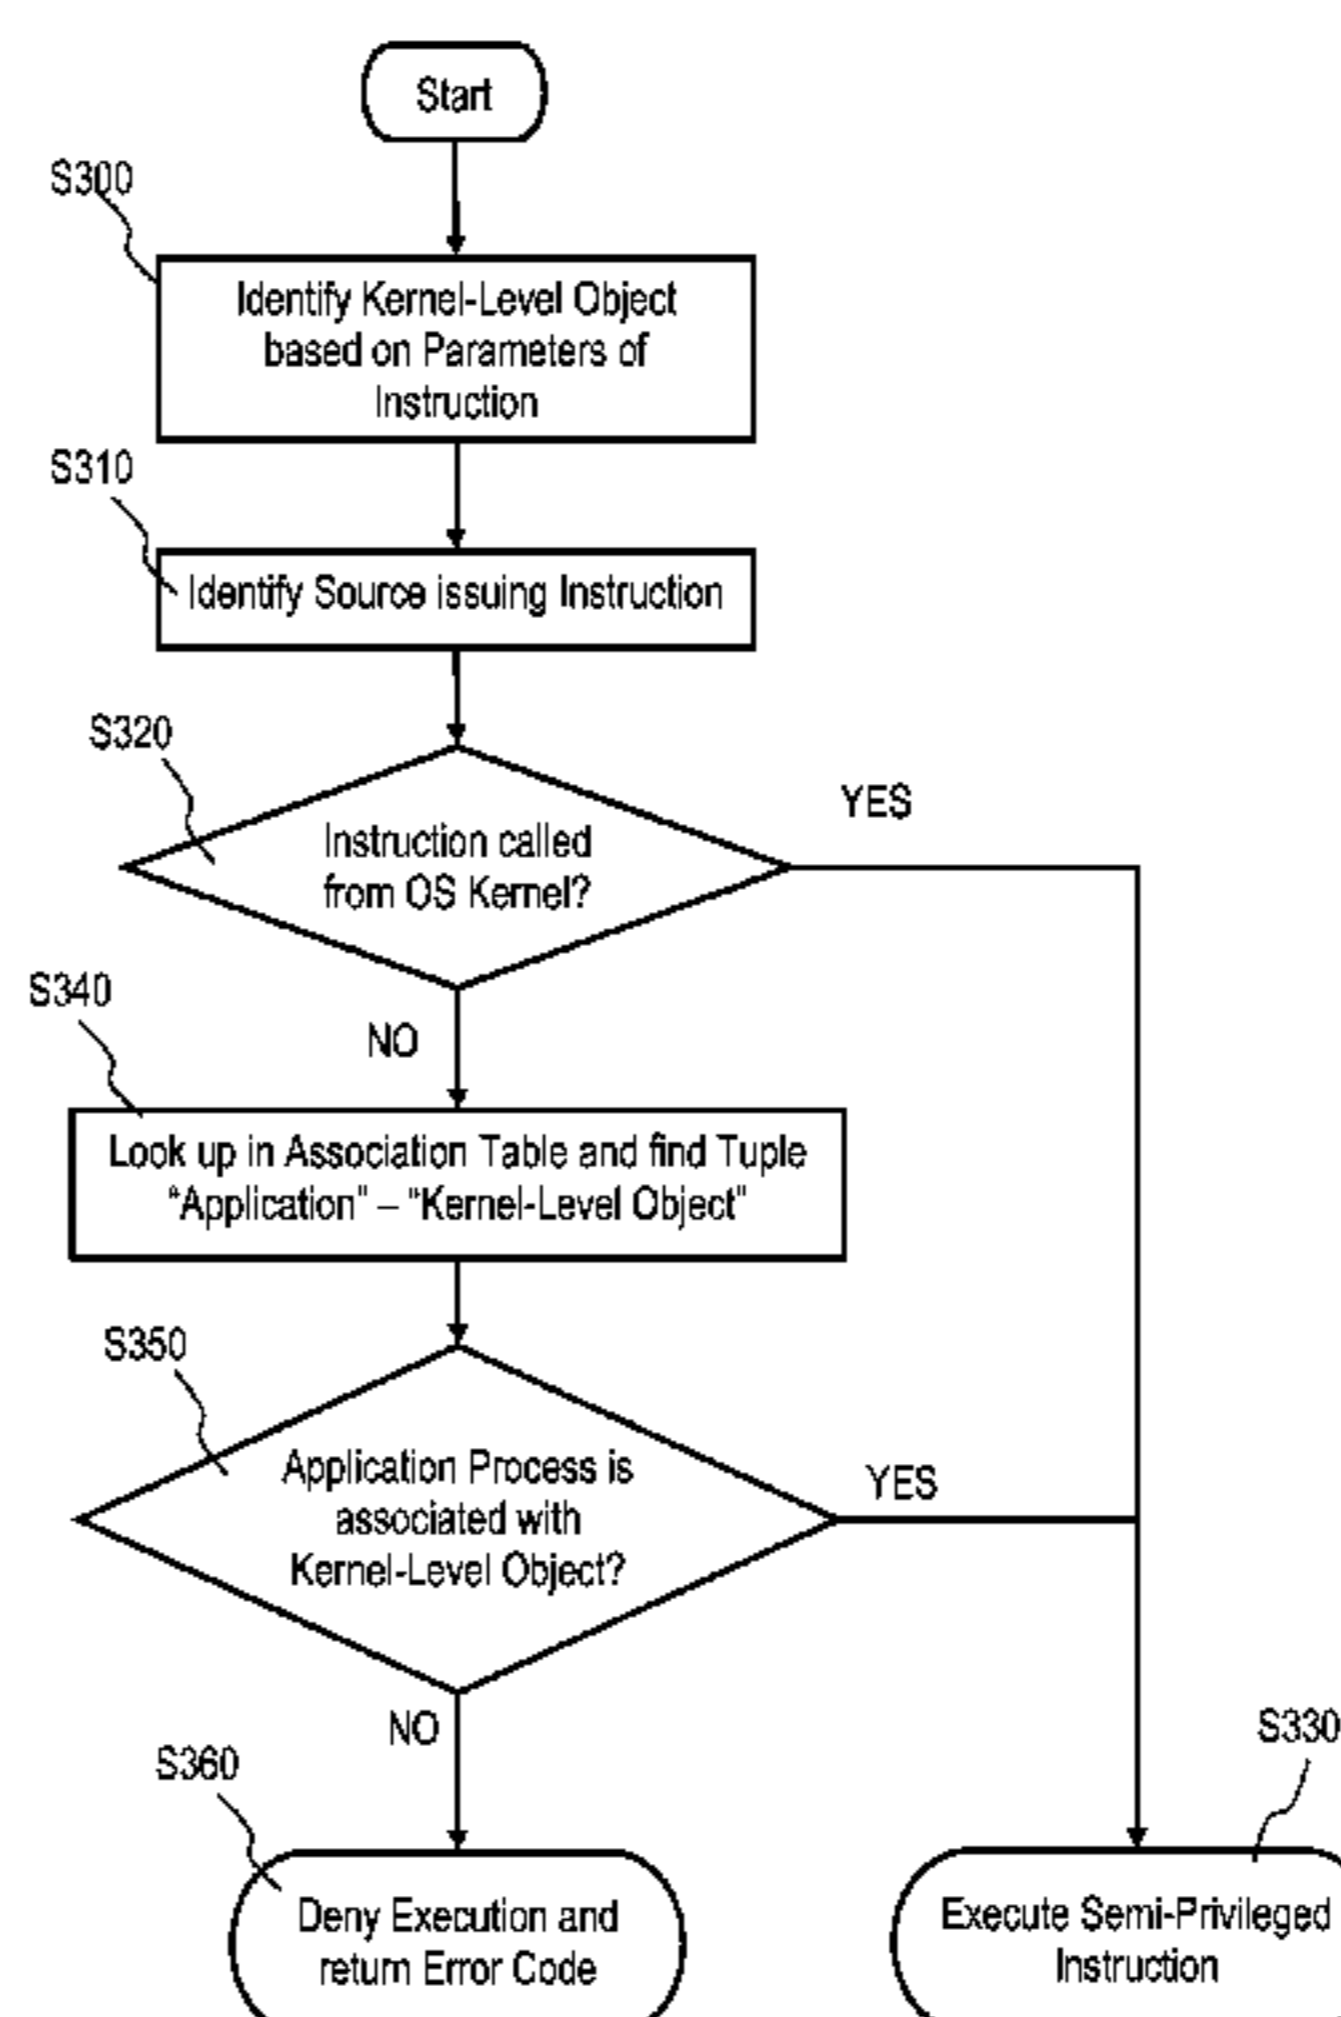 Start
S300
Identify Kernel-Level Object
based on Parameters of
Instruction
S310
Identify Source issuing Instruction
S320
YES
Instruction called
from OS Kernel?
S340
NO
Look up in Association Table and find Tuple
“Application” – “Kernel-Level Object”
S350
Application Process is
associated with
Kernel-Level Object?
YES
NO
S330
S360
Deny Execution and
return Error Code
Execute Semi-Privileged
Instruction